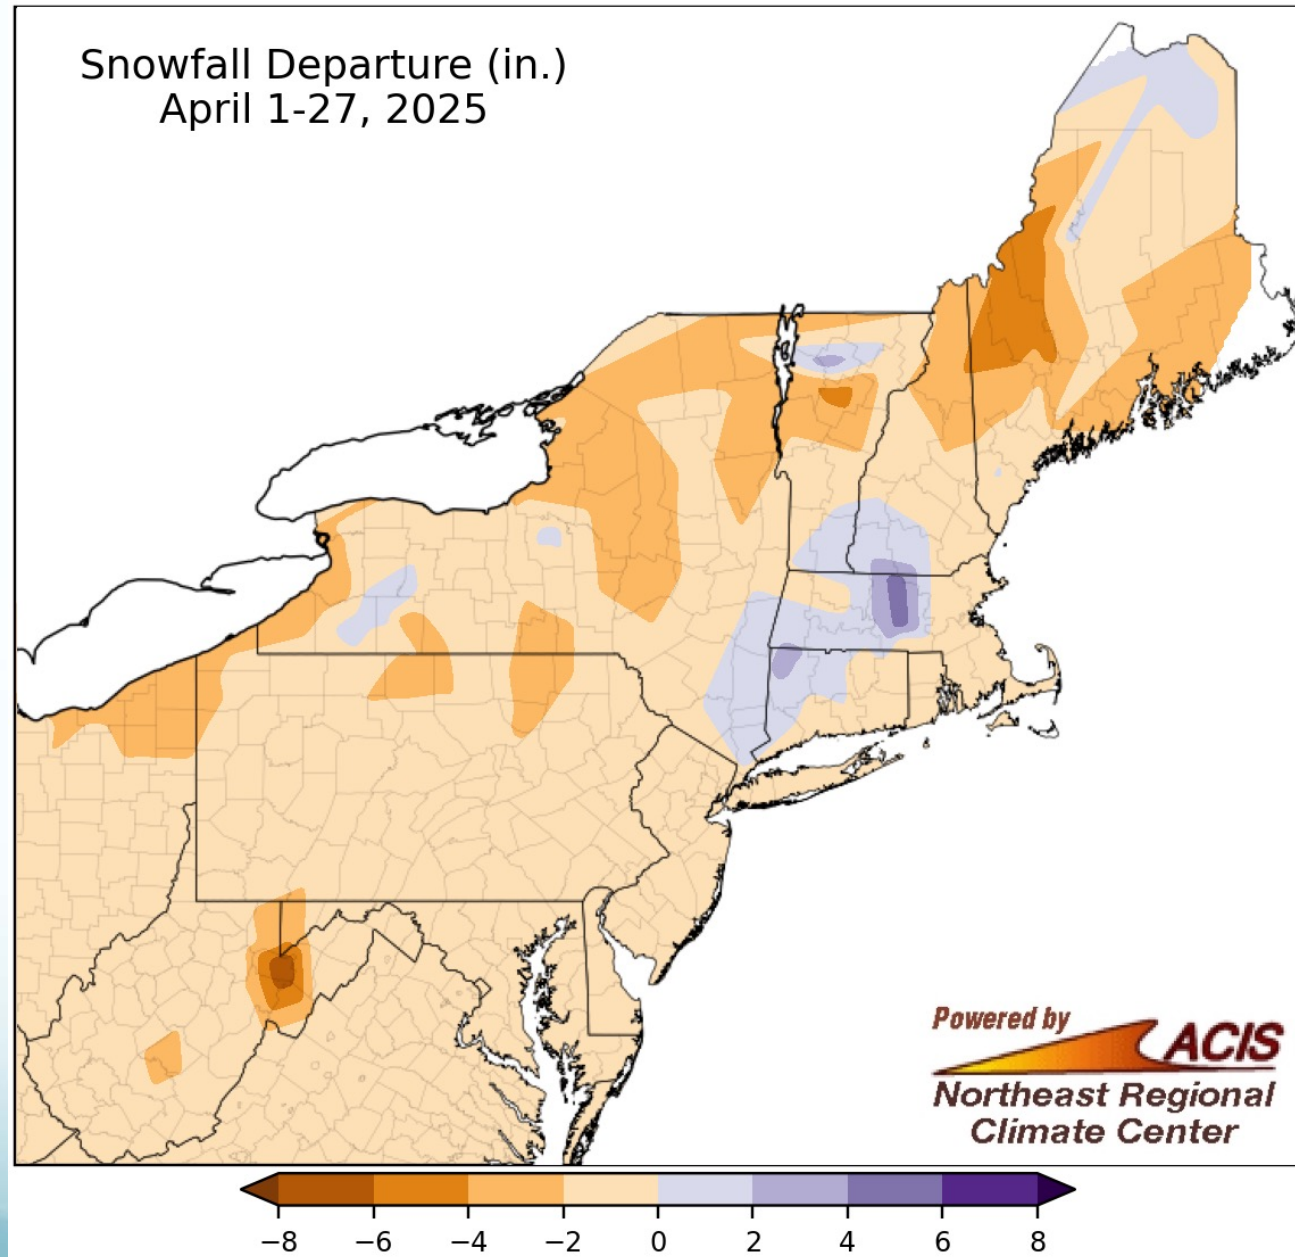 Snowfall Departure (in.)
April 1-27, 2025
Powered by
ACIS
Northeast Regional
Climate Center
−8 −6 −4 −2 0 2 4 6 8